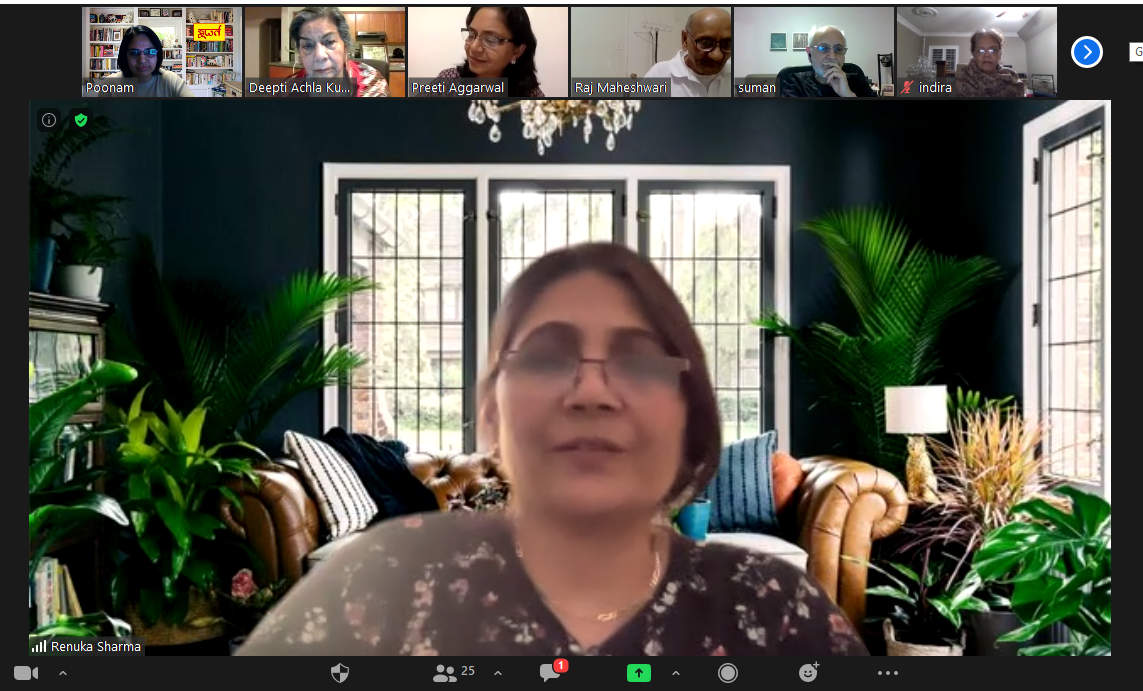 Poonam
Deepti Achla Ku...
Preeti Aggarwal
Raj Maheshwari
suman
indira
G
Renuka Sharma
25
1